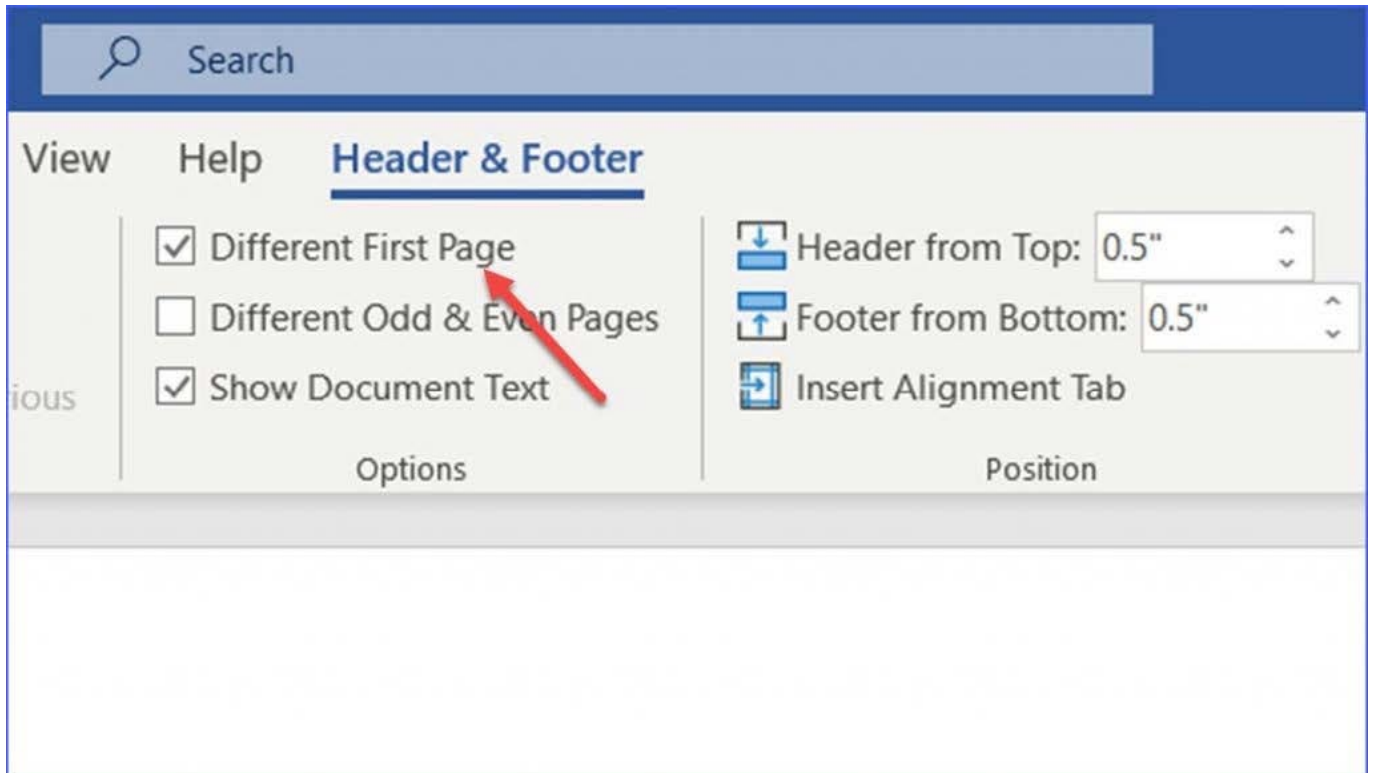 Search
View Help Header & Footer
Different First Page
Different Odd & Even Pages
ious
Show Document Text
Options
Header from Top: 0.5"
Footer from Bottom: 0.5"
Insert Alignment Tab
Position